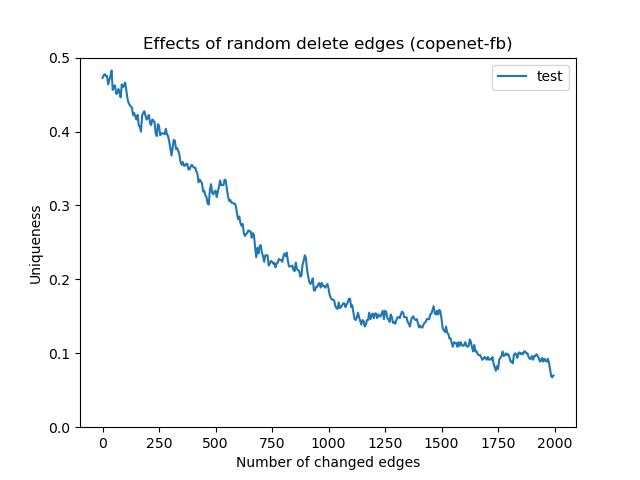 Effects of random delete edges (copenet-fb)
test
0.5
0.4
0.3
0.2
0.1
0.0
Uniqueness
0 250 500 750 1000 1250 1500 1750 2000
Number of changed edges